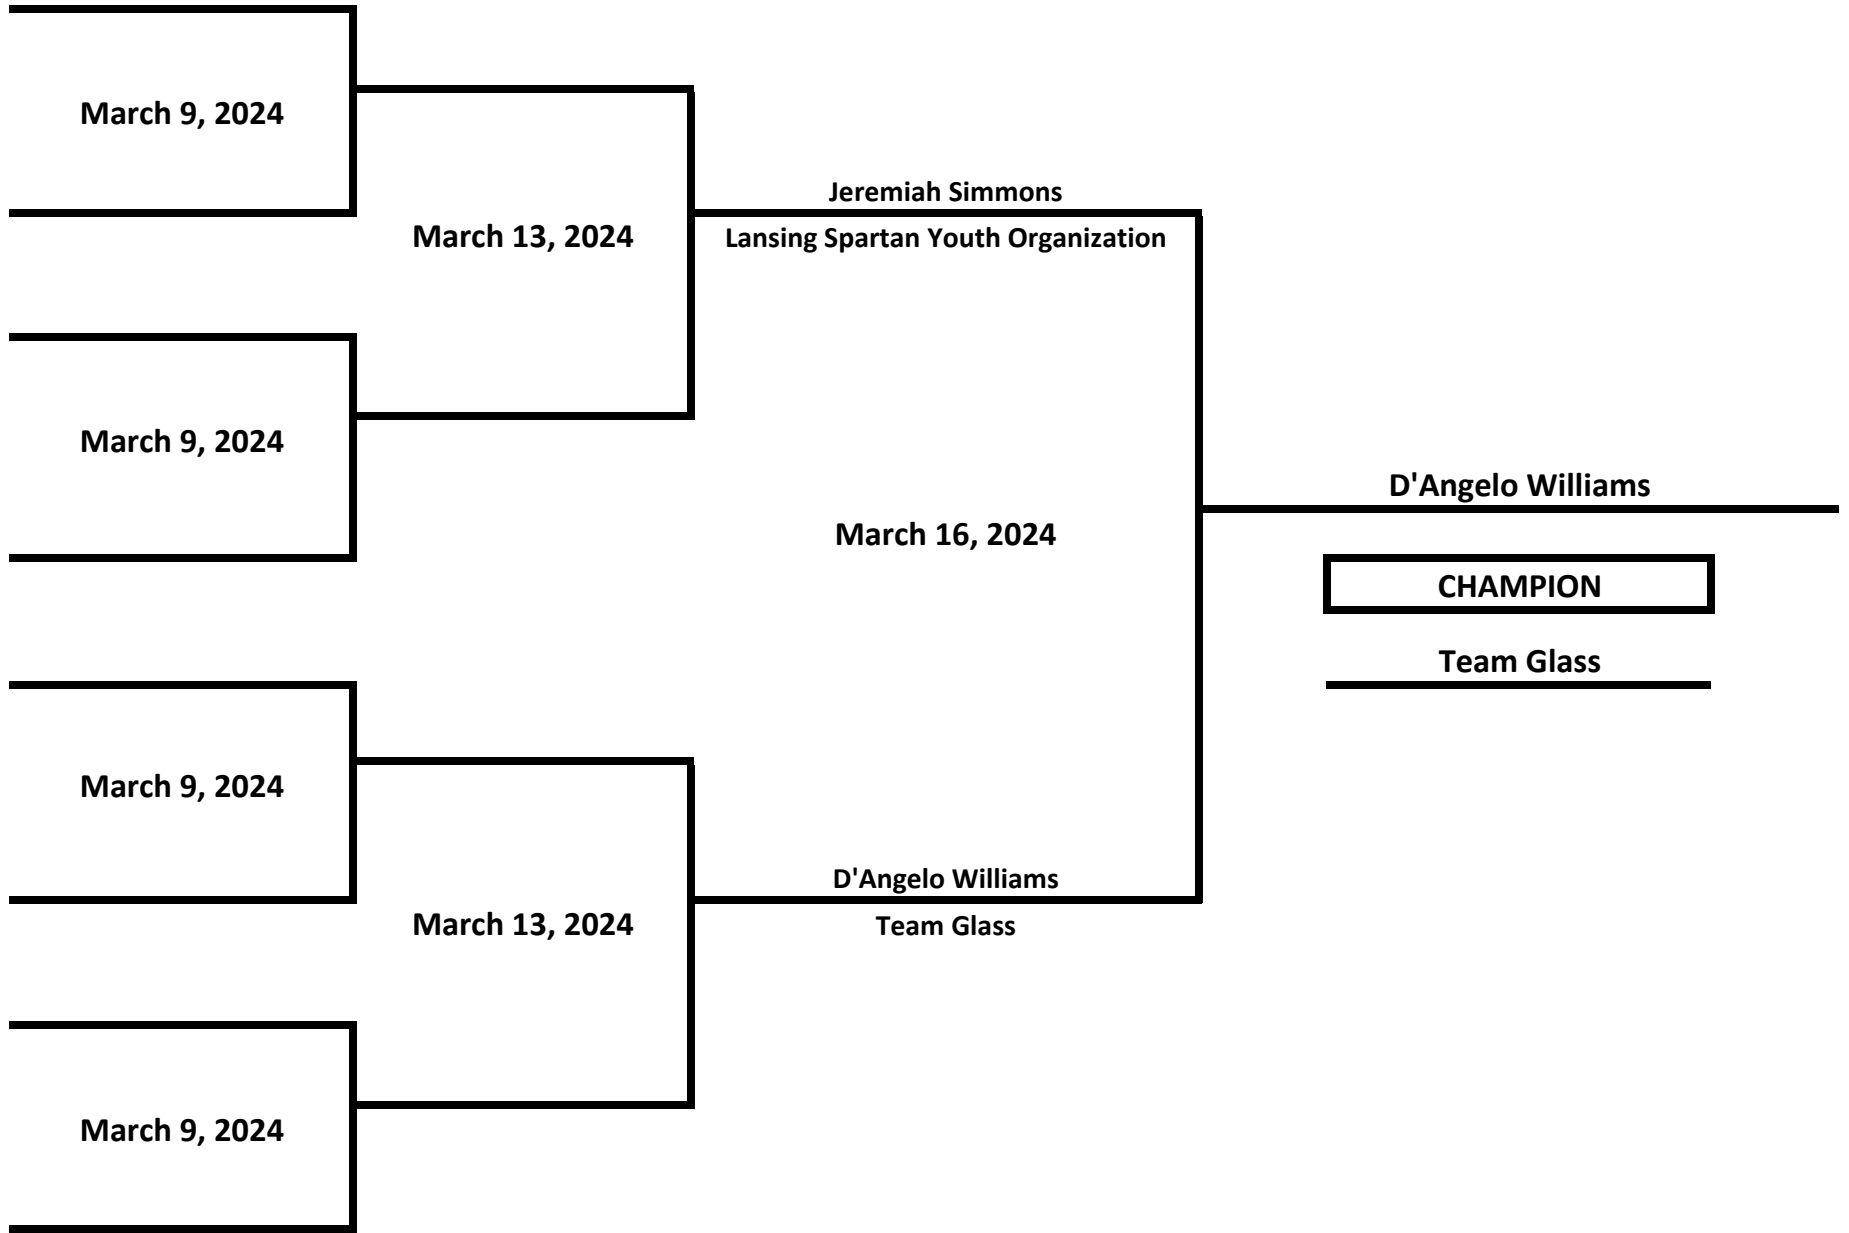 March 9, 2024
March 13, 2024
Jeremiah Simmons
Lansing Spartan Youth Organization
March 9, 2024
March 16, 2024
D'Angelo Williams
CHAMPION
Team Glass
March 9, 2024
March 13, 2024
D'Angelo Williams
Team Glass
March 9, 2024